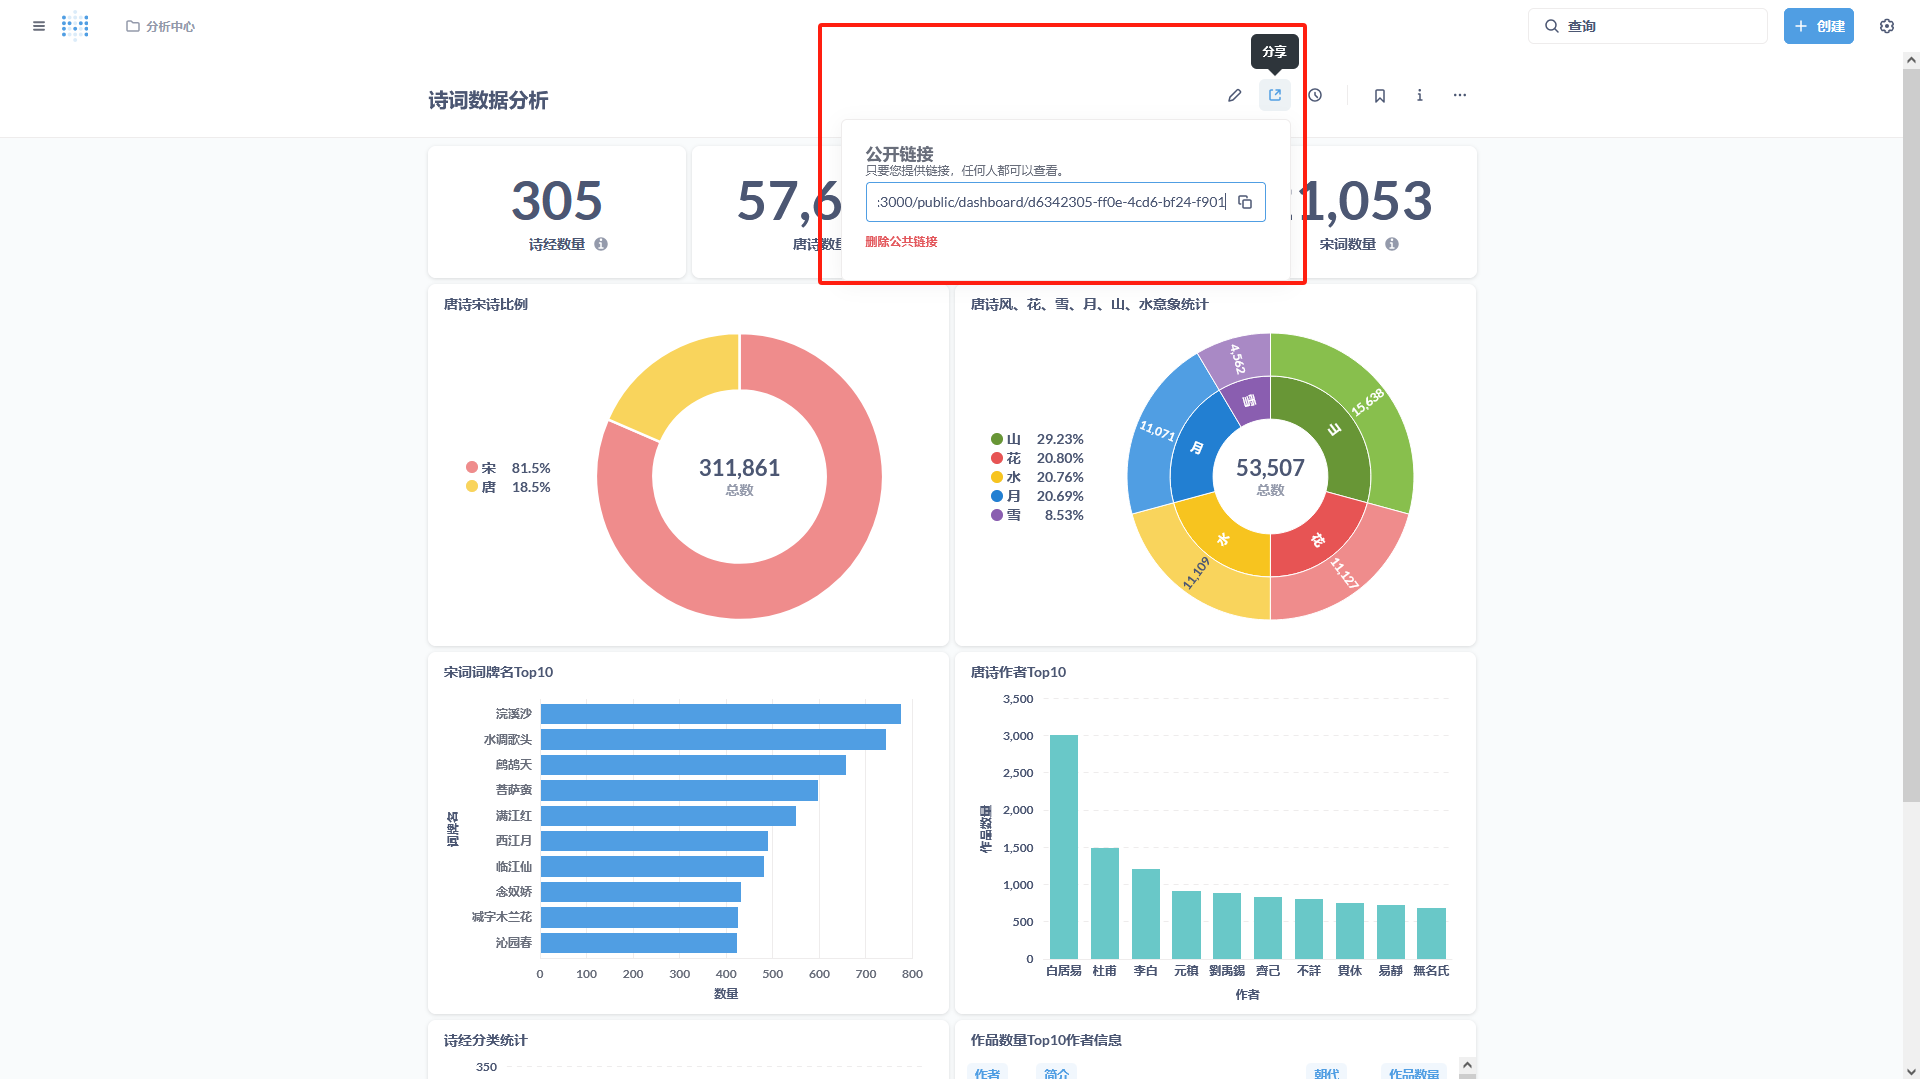 分析中心
查询
创建
诗词数据分析
分享
公开链接
只要您提供链接，任何人都可以查看。
:3000/public/dashboard/d6342305-ff0e-4cd6-bf24-f901
删除公共链接
305
诗经数量
57,6
唐诗数
1,053
宋词数量
唐诗宋诗比例
宋 81.5%
唐 18.5%
311,861
总数
唐诗风、花、雪、月、山、水意象统计
山 29.23%
花 20.80%
水 20.76%
月 20.69%
雪 8.53%
53,507
总数
山
花
水
月
雪
15,638
11,127
11,109
11,071
4,562
宋词词牌名Top10
词牌名
浣溪沙
水调歌头
鹧鸪天
菩萨蛮
满江红
西江月
临江仙
念奴娇
减字木兰花
沁园春
0 100 200 300 400 500 600 700 800
数量
唐诗作者Top10
作品数量
3,500
3,000
2,500
2,000
1,500
1,000
500
0
白居易 杜甫 李白 元稹 劉禹錫 齊己 不詳 貫休 易靜 無名氏
作者
诗经分类统计
350
作品数量Top10作者信息
作者 简介 朝代 作品数量